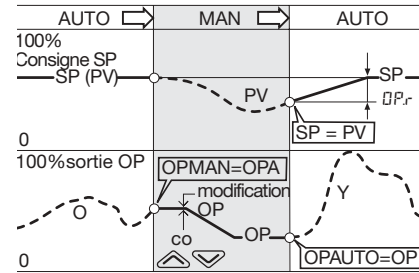 AUTO MAN AUTO
100%
Consigne SP
SP (PV)
SP
PV
OP.r
SP = PV
0
100%sortie OP
OPMAN=OPA
modification
OP
O
Y
co
OP
0
OPAUTO=OP